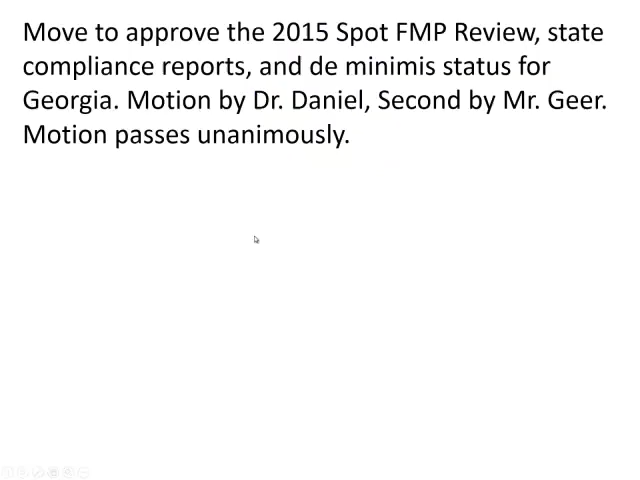 Move to approve the 2015 Spot FMP Review, state
compliance reports, and de minimis status for
Georgia. Motion by Dr. Daniel, Second by Mr. Geer.
Motion passes unanimously.